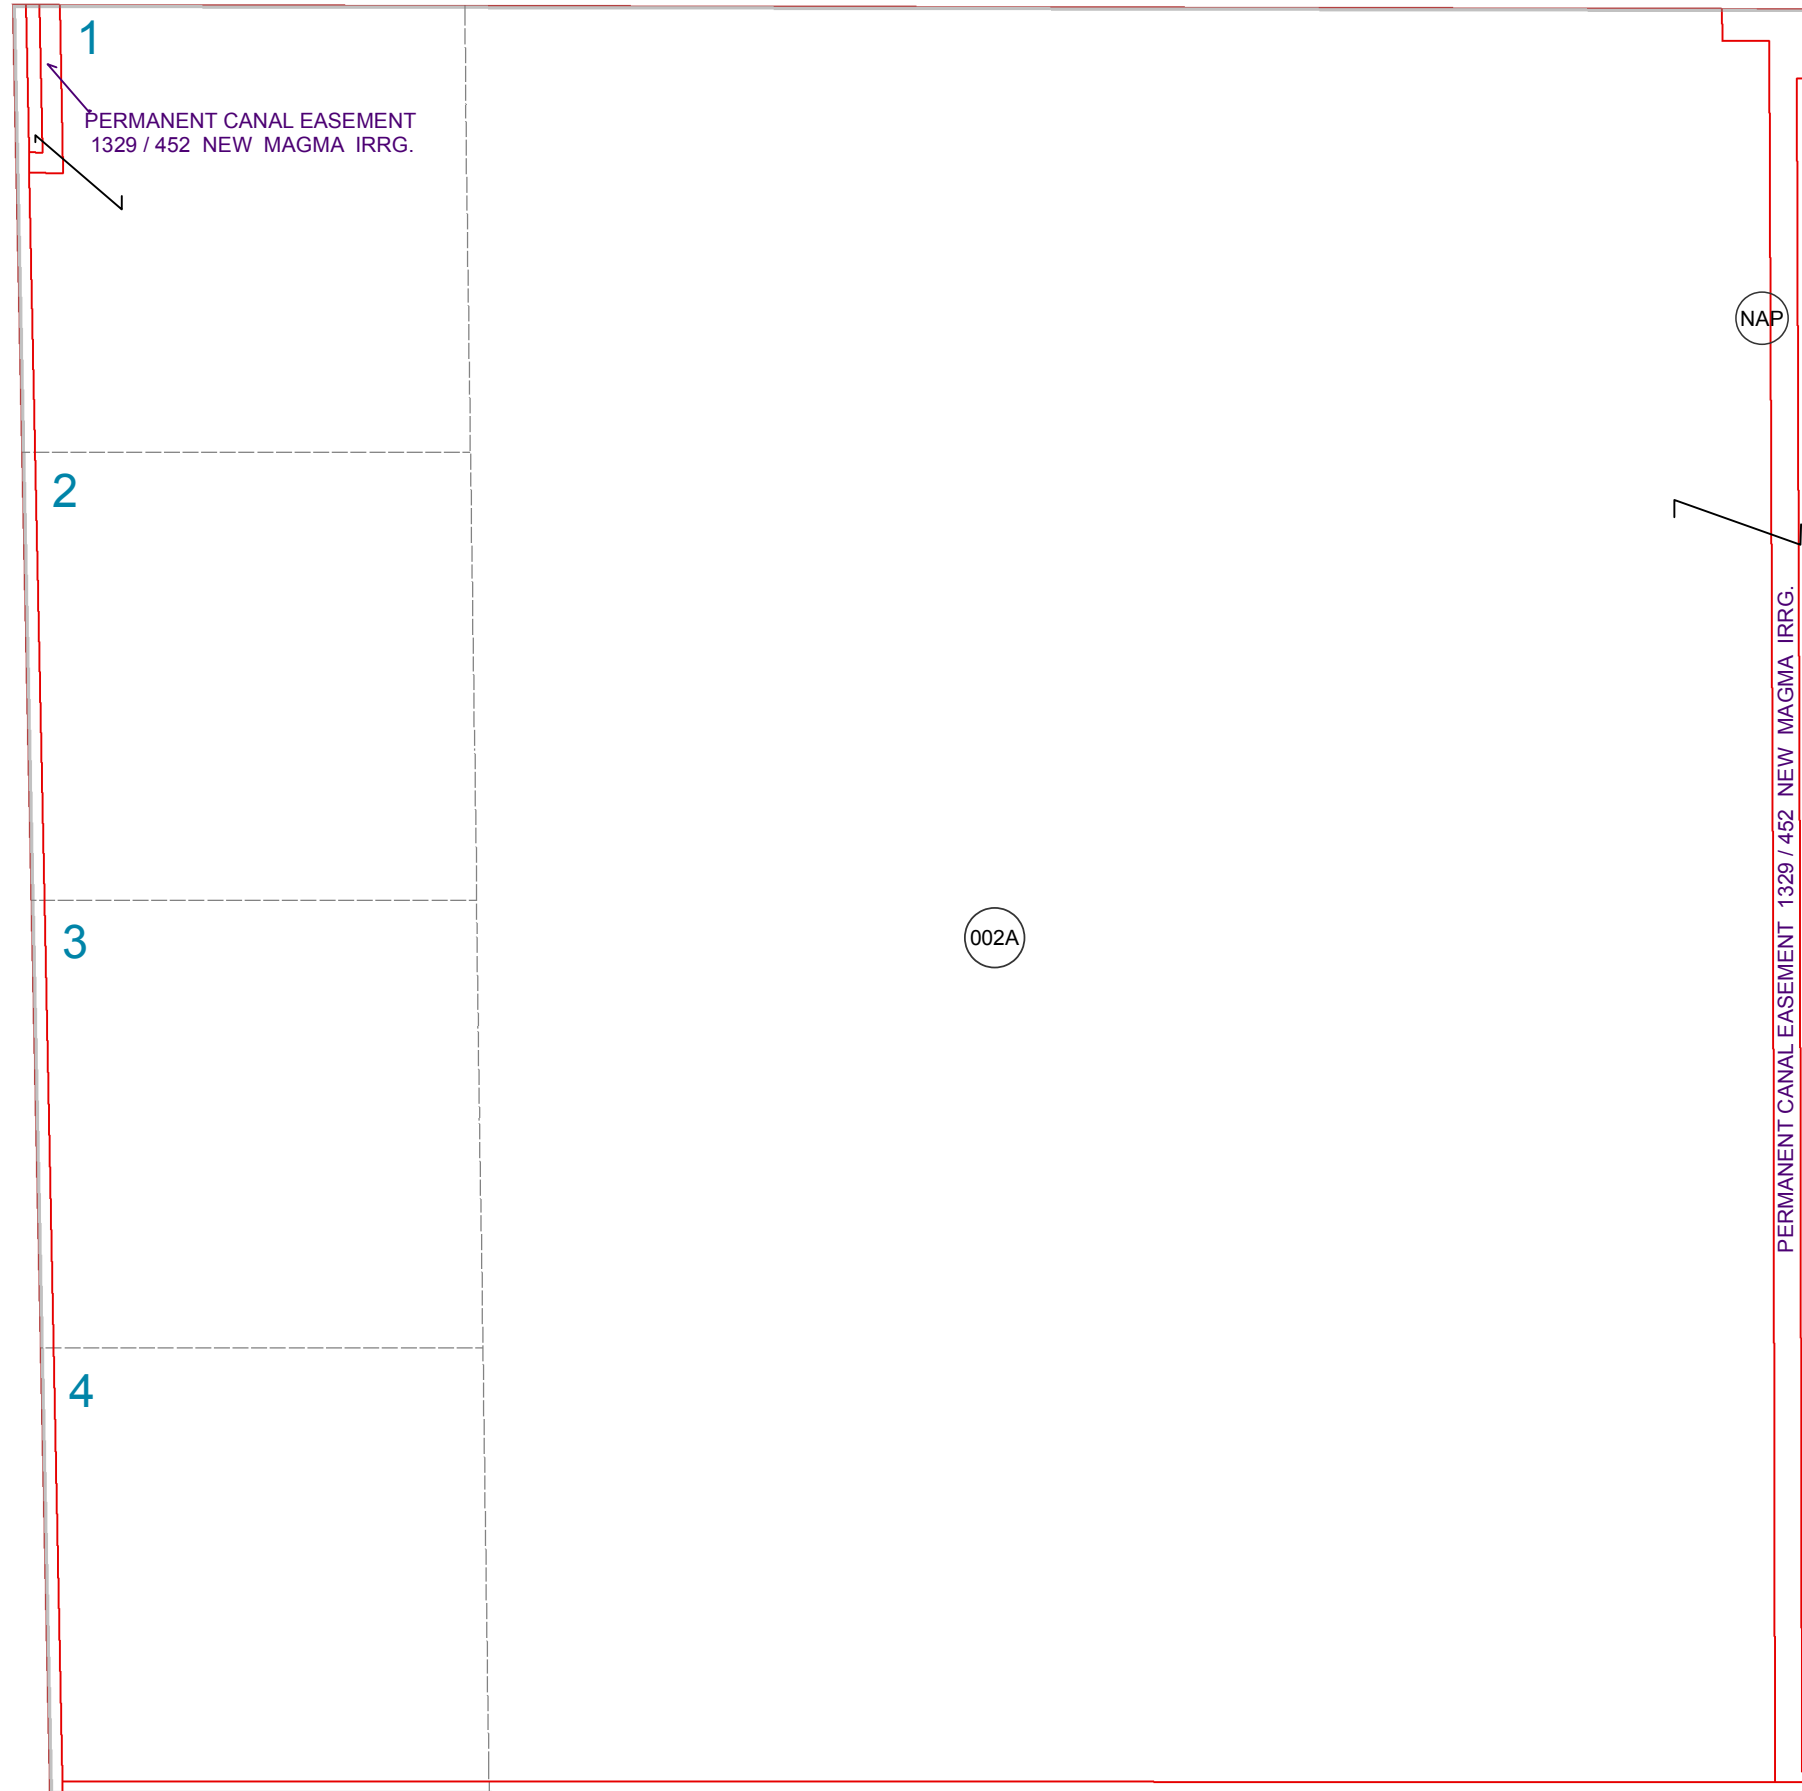 1
PERMANENT CANAL EASEMENT
1329 / 452 NEW MAGMA IRRG.
NAP
2
PERMANENT CANAL EASEMENT 1329 / 452 NEW MAGMA IRRG.
3
002A
4